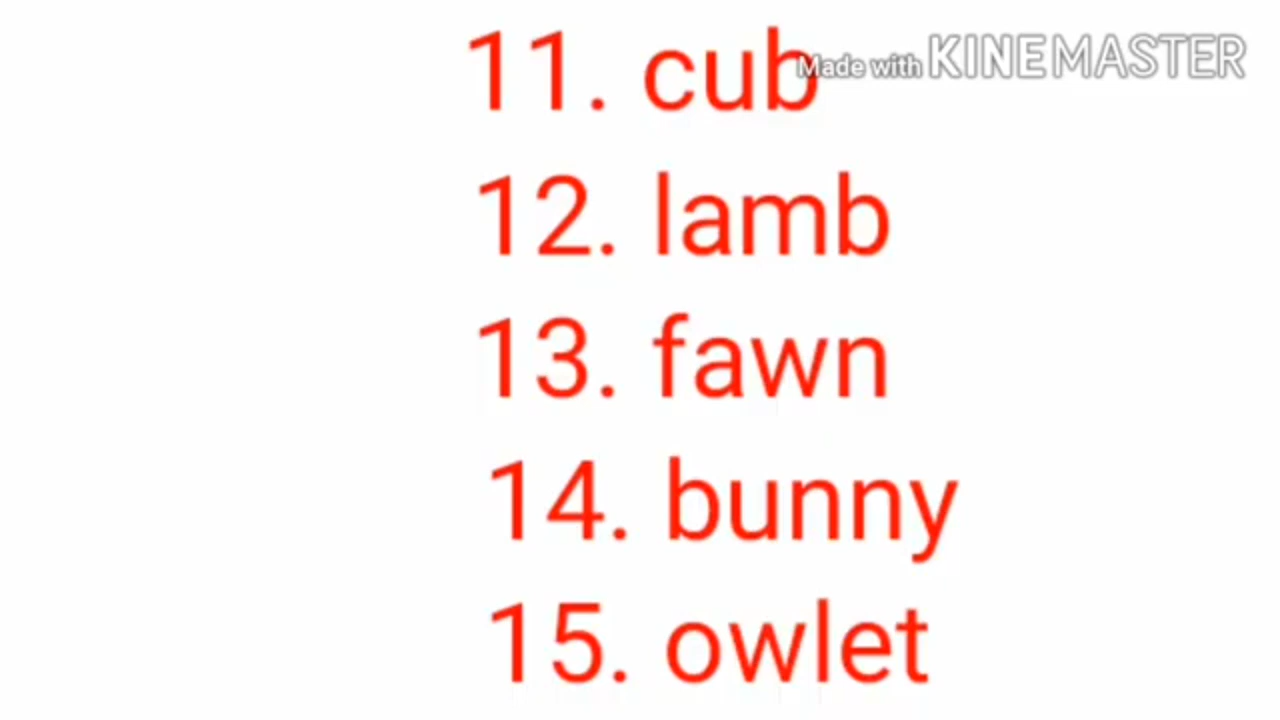 11. cub
Made with KINEMASTER
12. lamb
13. fawn
14. bunny
15. owlet